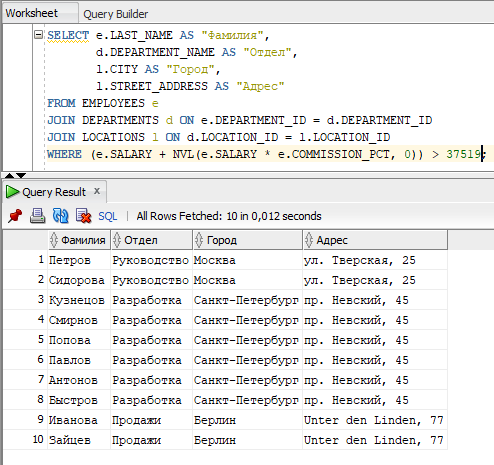 Worksheet Query Builder
SELECT e.LAST_NAME AS "Фамилия",
d.DEPARTMENT_NAME AS "Отдел",
l.CITY AS "Город",
l.STREET_ADDRESS AS "Адрес"
FROM EMPLOYEES e
JOIN DEPARTMENTS d ON e.DEPARTMENT_ID = d.DEPARTMENT_ID
JOIN LOCATIONS l ON d.LOCATION_ID = l.LOCATION_ID
WHERE (e.SALARY + NVL(e.SALARY * e.COMMISSION_PCT, 0)) > 37519;
Query Result x
SQL | All Rows Fetched: 10 in 0,012 seconds
Фамилия Отдел Город Адрес
1 Петров Руководство Москва ул. Тверская, 25
2 Сидорова Руководство Москва ул. Тверская, 25
3 Кузнецов Разработка Санкт-Петербург пр. Невский, 45
4 Смирнов Разработка Санкт-Петербург пр. Невский, 45
5 Попова Разработка Санкт-Петербург пр. Невский, 45
6 Павлов Разработка Санкт-Петербург пр. Невский, 45
7 Антонов Разработка Санкт-Петербург пр. Невский, 45
8 Быстров Разработка Санкт-Петербург пр. Невский, 45
9 Иванова Продажи Берлин Unter den Linden, 77
10 Зайцев Продажи Берлин Unter den Linden, 77